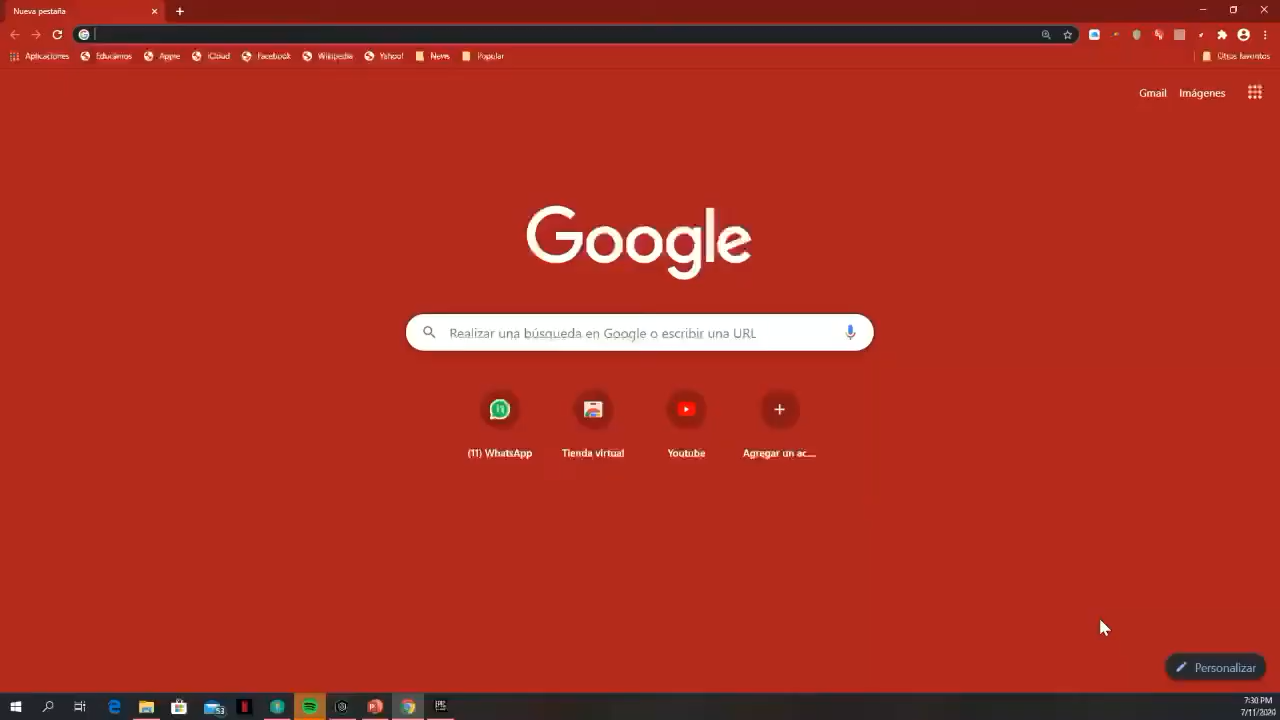 Nueva pestaña
Aplicaciones Educamos Apple iCloud Facebook Wikipedia Yahoo! News Popular Otros favoritos
Gmail Imágenes
Google
Realizar una búsqueda en Google o escribir una URL
(11) WhatsApp Tienda virtual Youtube Agregar un ac...
Personalizar
53
7:30 PM
7/11/2020